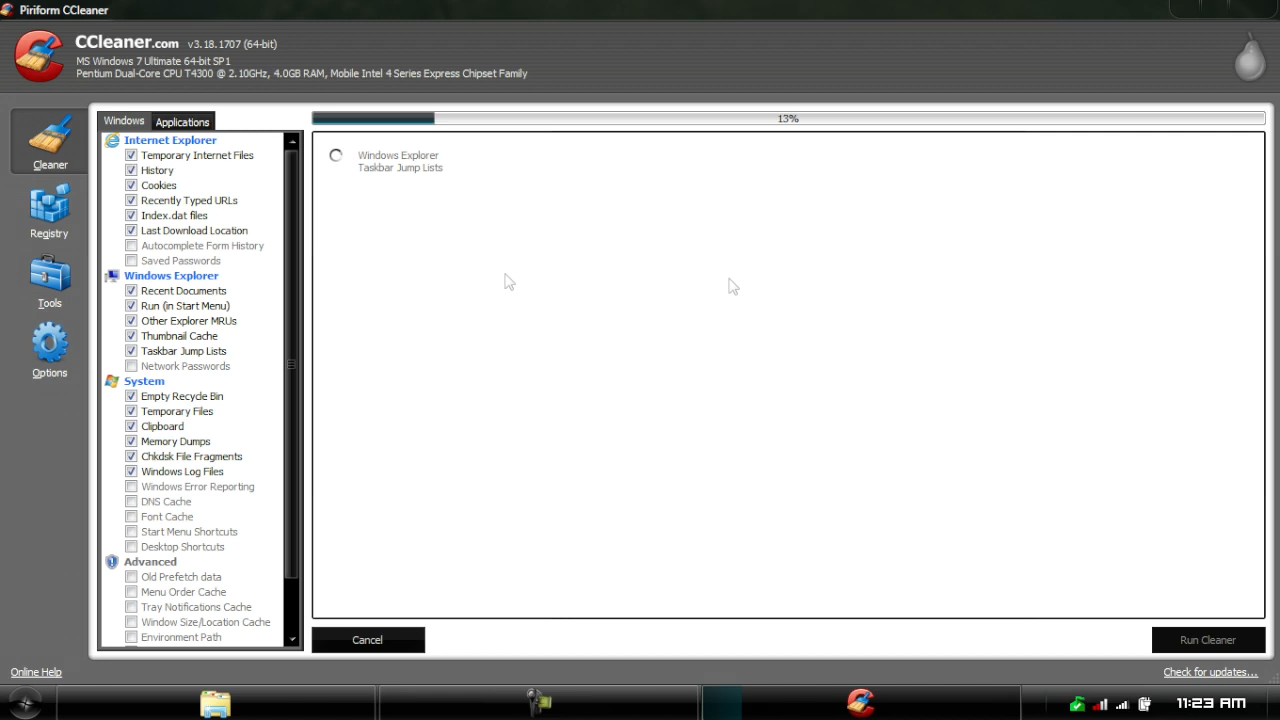 Piriform CCleaner
CCleaner.com v3.18.1707 (64-bit)
MS Windows 7 Ultimate 64-bit SP1
Pentium Dual-Core CPU T4300 @ 2.10GHz, 4.0GB RAM, Mobile Intel 4 Series Express Chipset Family
Cleaner
Registry
Tools
Options
Windows
Applications
Internet Explorer
Temporary Internet Files
History
Cookies
Recently Typed URLs
Index.dat files
Last Download Location
Autocomplete Form History
Saved Passwords
Windows Explorer
Recent Documents
Run (in Start Menu)
Other Explorer MRUs
Thumbnail Cache
Taskbar Jump Lists
Network Passwords
System
Empty Recycle Bin
Temporary Files
Clipboard
Memory Dumps
Chkdsk File Fragments
Windows Log Files
Windows Error Reporting
DNS Cache
Font Cache
Start Menu Shortcuts
Desktop Shortcuts
Advanced
Old Prefetch data
Menu Order Cache
Tray Notifications Cache
Window Size/Location Cache
Environment Path
13%
Windows Explorer
Taskbar Jump Lists
Cancel
Run Cleaner
Online Help
Check for updates...
11:23 AM